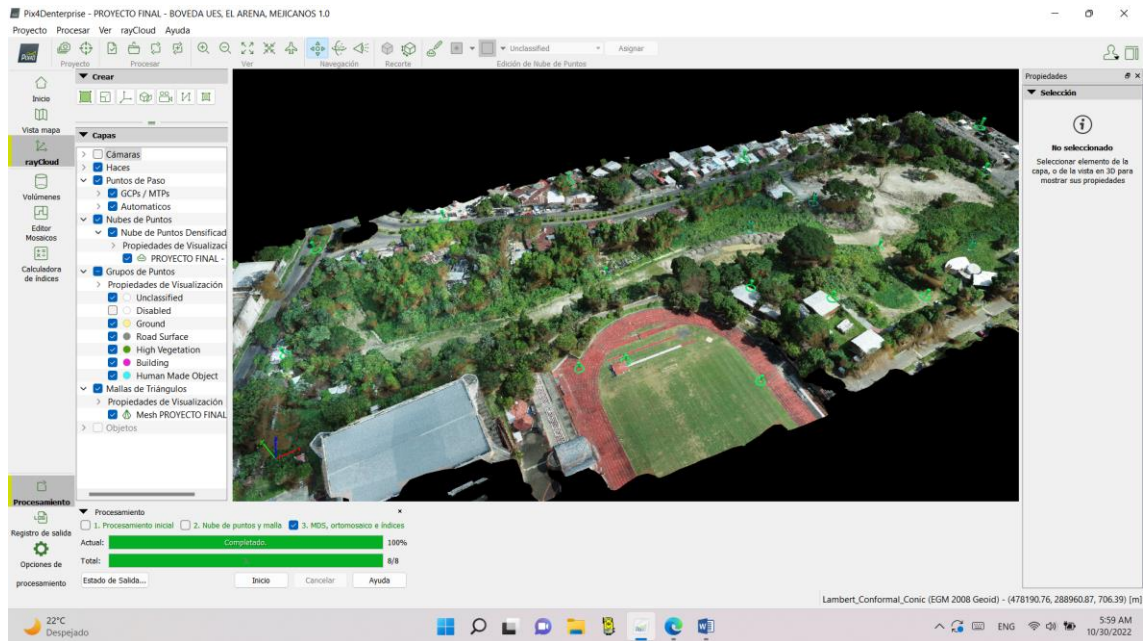 Pix4Denterprise - PROYECTO FINAL - BOVEDA UES, EL ARENA, MEJICANOS 1.0
Proyecto Procesar Ver rayCloud Ayuda
Unclassified Asignar
Proyecto Procesar Ver Navegación Recorte Edición de Nube de Puntos
Inicio
Vista mapa
rayCloud
Volúmenes
Editor
Mosaicos
Calculadora
de índices
Procesamiento
Registro de salida
Opciones de
procesamiento
Crear
Capas
Cámaras
Haces
Puntos de Paso
GCPs / MTPs
Automaticos
Nubes de Puntos
Nube de Puntos Densificad
Propiedades de Visualizaci
PROYECTO FINAL -
Grupos de Puntos
Propiedades de Visualización
Unclassified
Disabled
Ground
Road Surface
High Vegetation
Building
Human Made Object
Mallas de Triángulos
Propiedades de Visualización
Mesh PROYECTO FINAL
Objetos
Procesamiento
1. Procesamiento inicial 2. Nube de puntos y malla 3. MDS, ortomosaico e índices
Actual: Completado. 100%
Total: 8/8
Estado de Salida... Inicio Cancelar Ayuda
Propiedades
Selección
No seleccionado
Seleccionar elemento de la
capa, o de la vista en 3D para
mostrar sus propiedades
Lambert_Conformal_Conic (EGM 2008 Geoid) - (478190.76, 288960.87, 706.39) [m]
22°C
Despejado
ENG
5:59 AM
10/30/2022